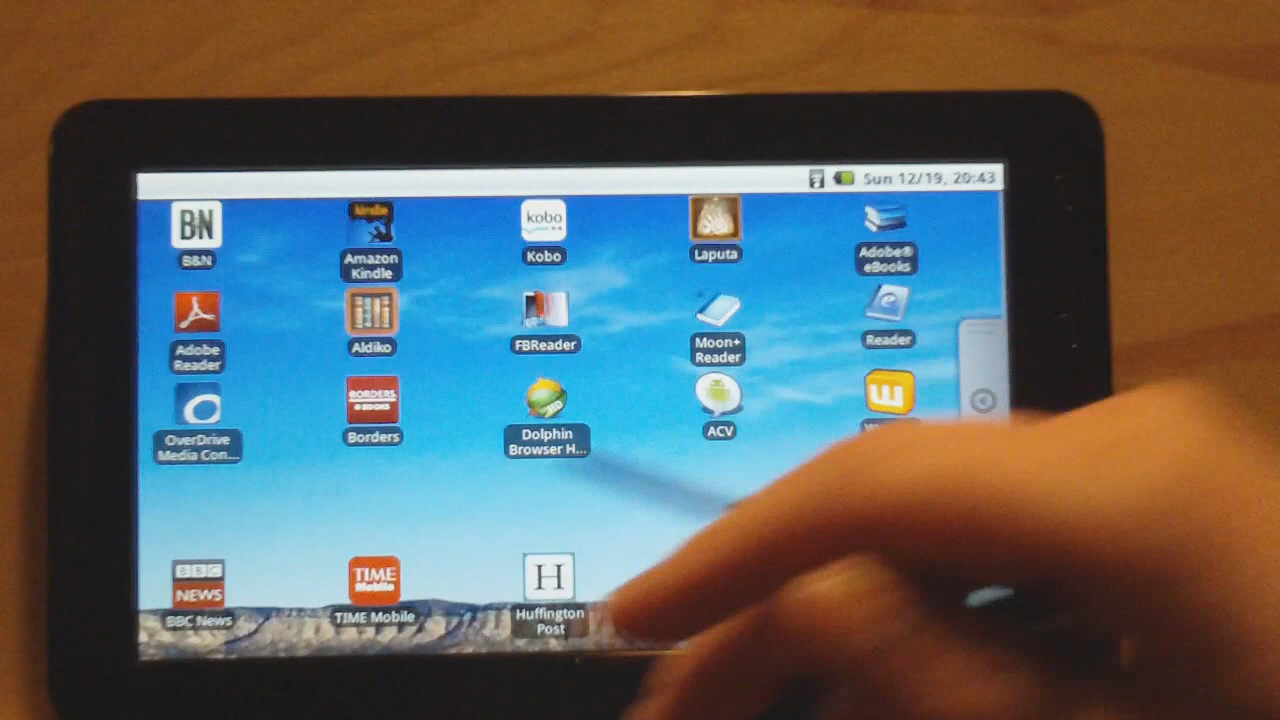 Sun 12/19, 20:43
B&N
kindle
kobo
B&N
Amazon
Kindle
Kobo
Laputa
Adobe®
eBooks
Adobe
Reader
Aldiko
FBReader
Moon+
Reader
Reader
BORDERS
eBOOKS
HD
W
OverDrive
Media Con...
Borders
Dolphin
Browser H...
ACV
BBC
NEWS
TIME
Mobile
H
BBC News
TIME Mobile
Huffington
Post